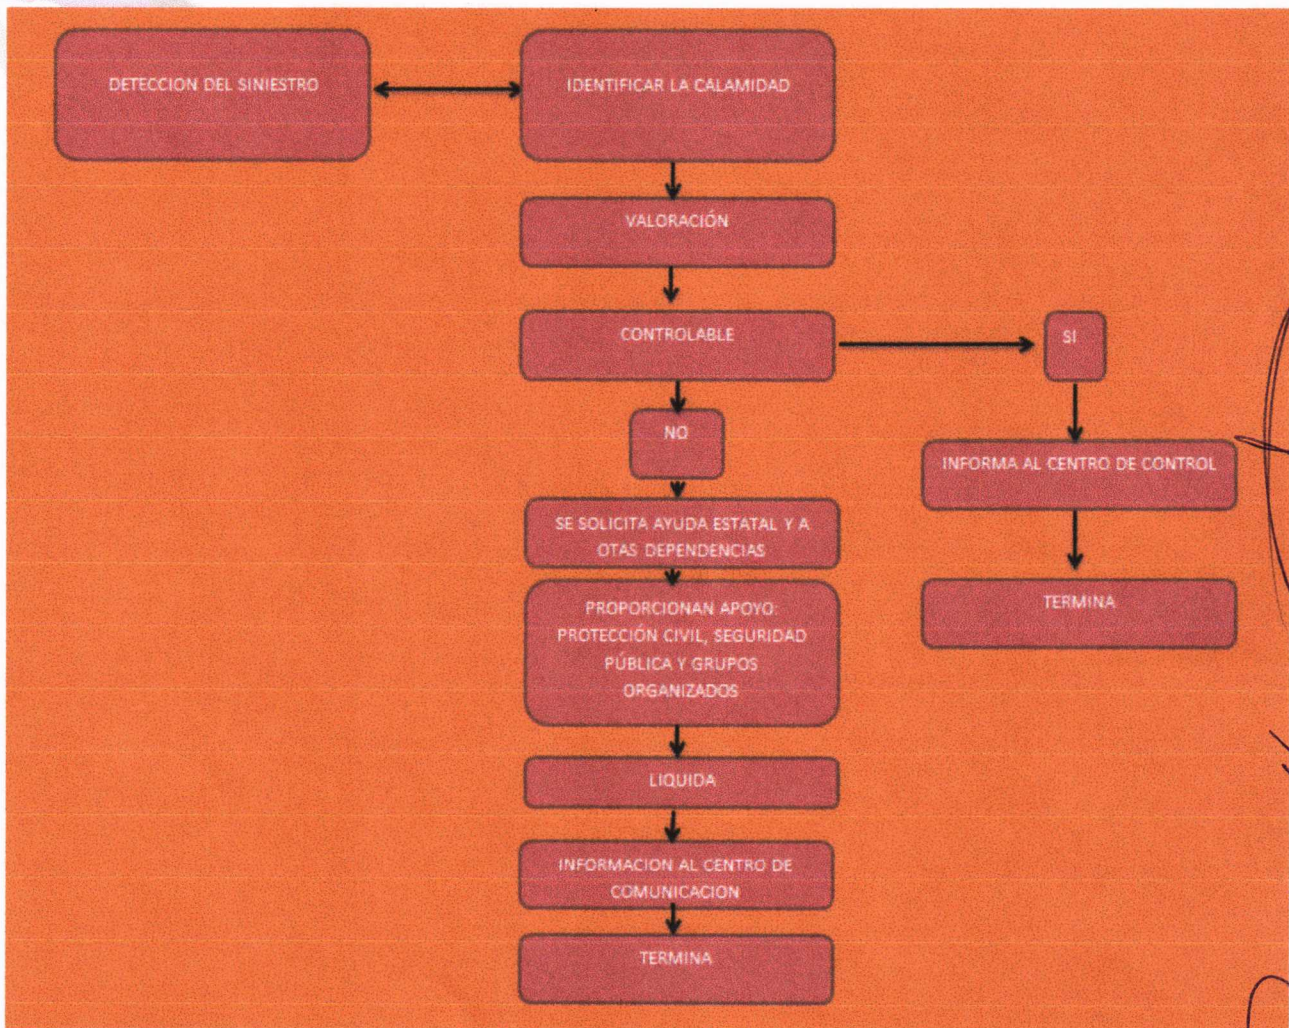 DETECCION DEL SINIESTRO
IDENTIFICAR LA CALAMIDAD
VALORACIÓN
CONTROLABLE
SI
NO
INFORMA AL CENTRO DE CONTROL
SE SOLICITA AYUDA ESTATAL Y A
OTAS DEPENDENCIAS
TERMINA
PROPORCIONAN APOYO:
PROTECCIÓN CIVIL, SEGURIDAD
PÚBLICA Y GRUPOS
ORGANIZADOS
LIQUIDA
INFORMACION AL CENTRO DE
COMUNICACION
TERMINA